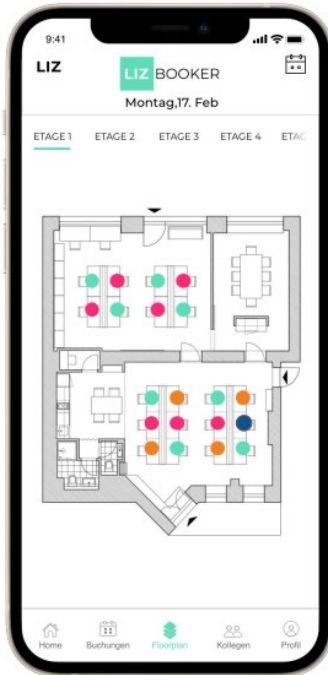 9:41
LIZ
LIZ BOOKER
Montag,17. Feb
ETAGE 1 ETAGE 2 ETAGE 3 ETAGE 4 ETAG
Home Buchungen Floorplan Kollegen Profil